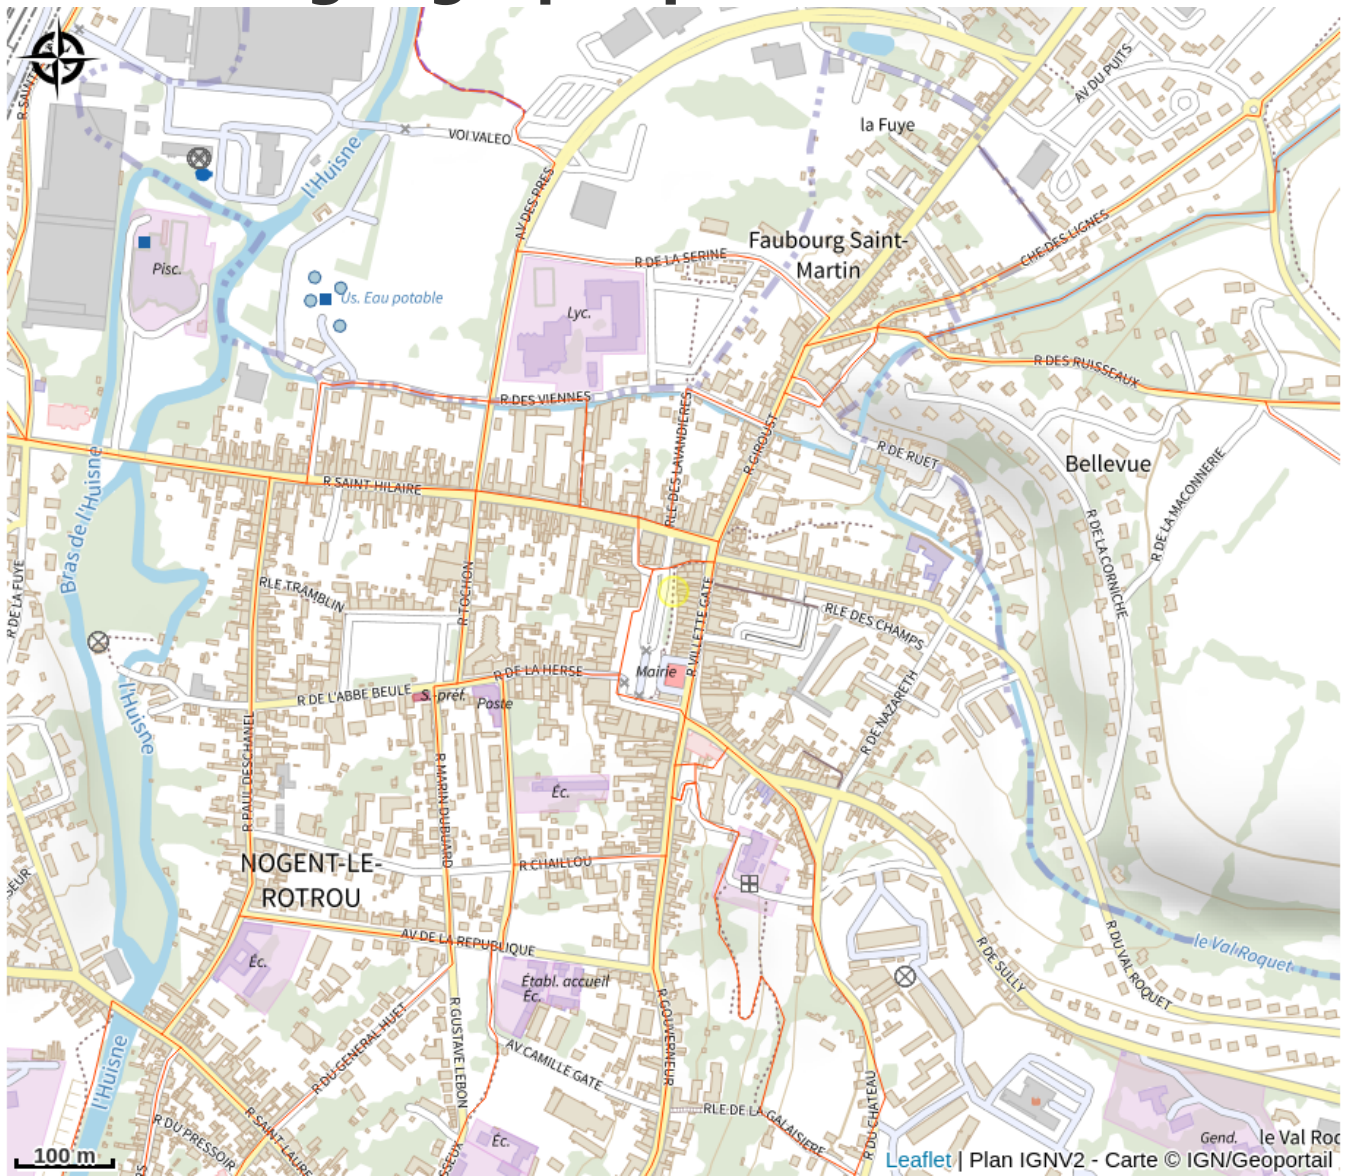 R SAINT
VOI VALEO
l'Huisne
la Fuye
AV DU PUITS
AV DES PRES
Faubourg Saint-
Martin
R DE LA SERINE
CHE DES LIGNES
Pisc.
Us. Eau potable
Lyc.
R DES VIENNES
R DES RUISSEAUX
RLE DES LAVANDIERES
R GIROUST
R DE RUET
Bellevue
R DE LA MACONNERIE
R DE LA CORNICHE
R SAINT-HILAIRE
Bras de l'Huisne
R DE LA FUYE
RLE TRAMBLIN
R TOCHON
R VILLETTE GATE
RLE DES CHAMPS
R DE NAZARETH
R DE LA HERSE
Mairie
R DE L'ABBE BEULE
S.-préf.
Poste
l'Huisne
R PAUL DESCHANEL
R MARIN DUBUARD
Éc.
NOGENT-LE-
ROTROU
R CHAILLOU
AV DE LA REPUBLIQUE
Éc.
Établ. accueil
Éc.
R DE SULLY
R DU VAL ROQUET
le Val Roquet
R DU GENERAL HUET
R GUSTAVE LEBON
AV CAMILLE GATE
R GOUVERNEUR
l'Huisne
R DU PRESSOIR
R SAINT-LAURE
RLE DE LA GALAISIERE
R DU CHATEAU
Éc.
Gend.
le Val Roc
100 m
Leaflet | Plan IGNV2 - Carte © IGN/Geoportail